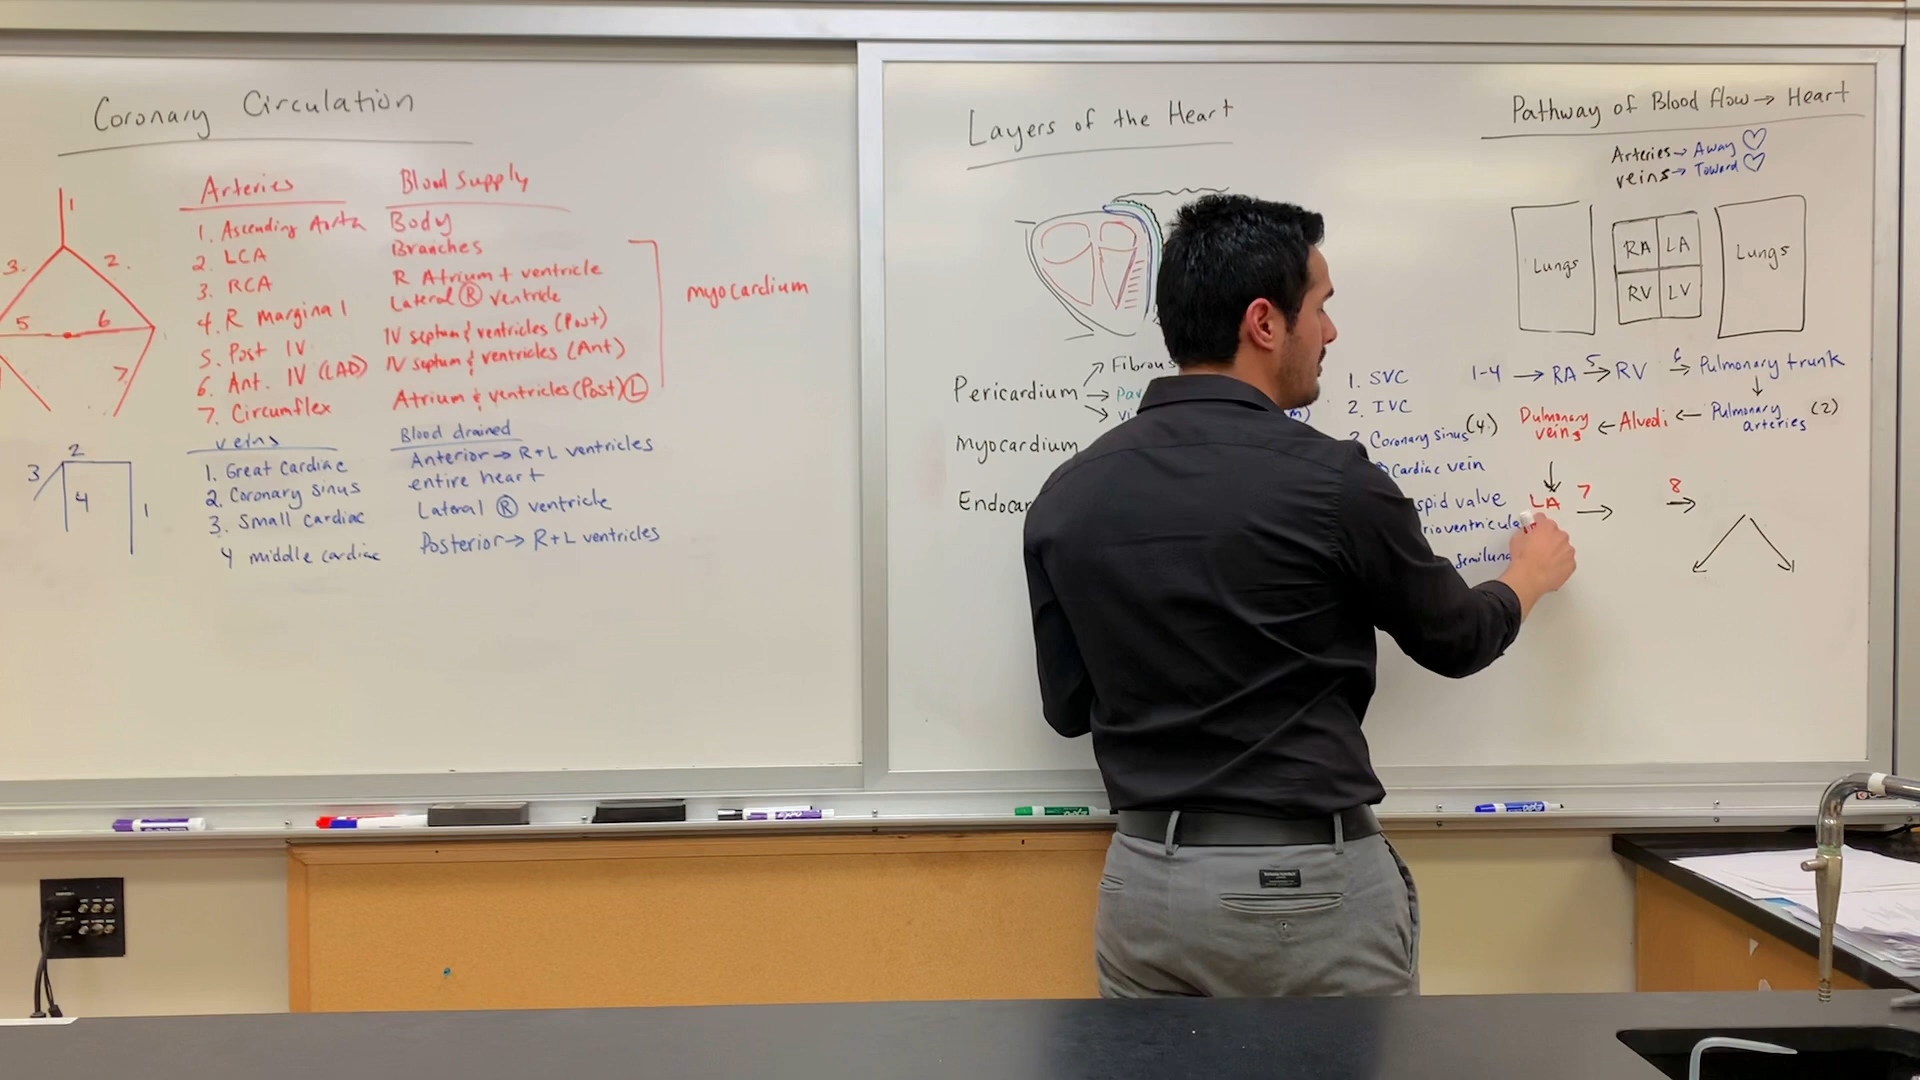 Coronary Circulation
Arteries
Blood Supply
1. Ascending Aorta
Body
2. LCA
Branches
3. RCA
R Atrium + ventricle
4. R Marginal
Lateral Ⓡ ventricle
5. Post IV
IV septum & ventricles (Post)
6. Ant. IV (LAD)
IV septum & ventricles (Ant)
7. Circumflex
Atrium & ventricles (Post) Ⓛ
myocardium
1
3.
2.
5
6
7
veins
Blood drained
1. Great cardiac
Anterior → R+L ventricles
2. Coronary sinus
entire heart
3. Small cardiac
Lateral Ⓡ ventricle
4 middle cardiac
Posterior → R+L ventricles
2
3
4
1
Layers of the Heart
Pericardium
→ Fibrous
→
→
Myocardium
Pathway of Blood flow → Heart
Arteries → Away ♡
veins → Toward ♡
Lungs
RA LA
RV LV
Lungs
1. SVC
2. IVC
Coronary sinus
Cardiac vein
valve
1-4 → RA 5→ RV 6→ Pulmonary trunk
↓
Pulmonary arteries (2)
← Alveoli ←
(4) Pulmonary veins
↓
LA 7→ 8→